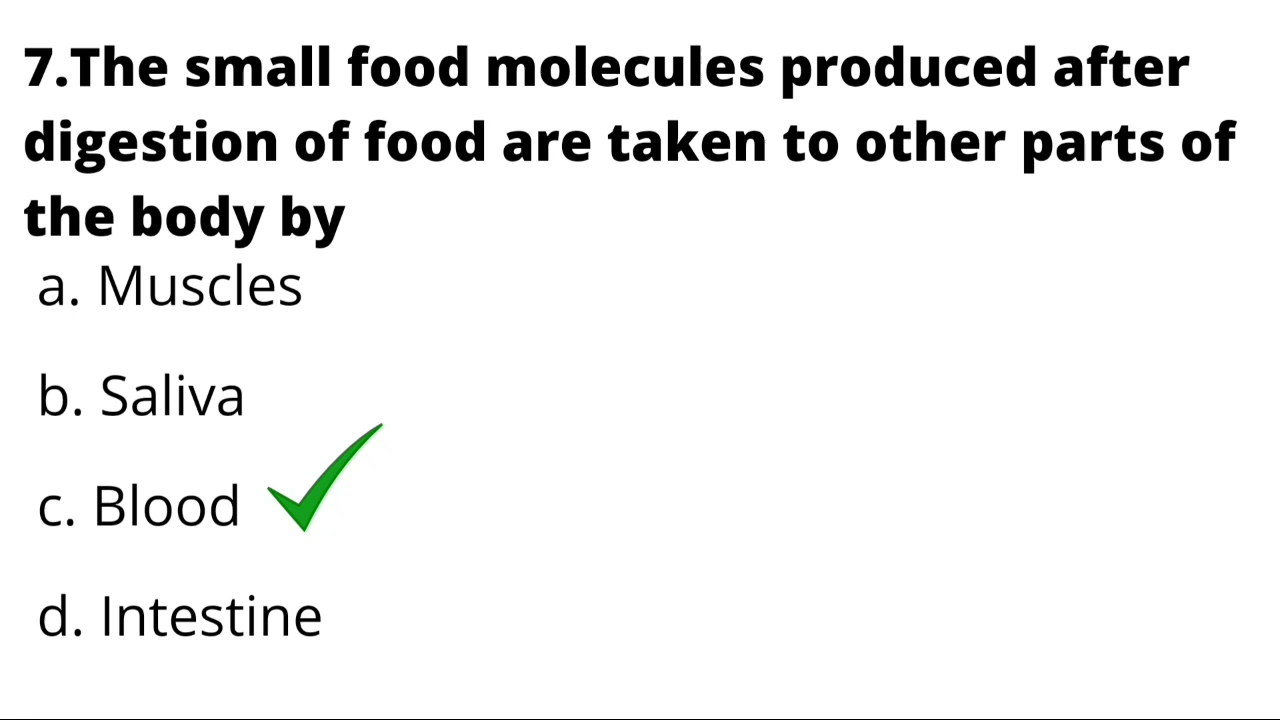 7.The small food molecules produced after
digestion of food are taken to other parts of
the body by
a. Muscles
b. Saliva
c. Blood
d. Intestine